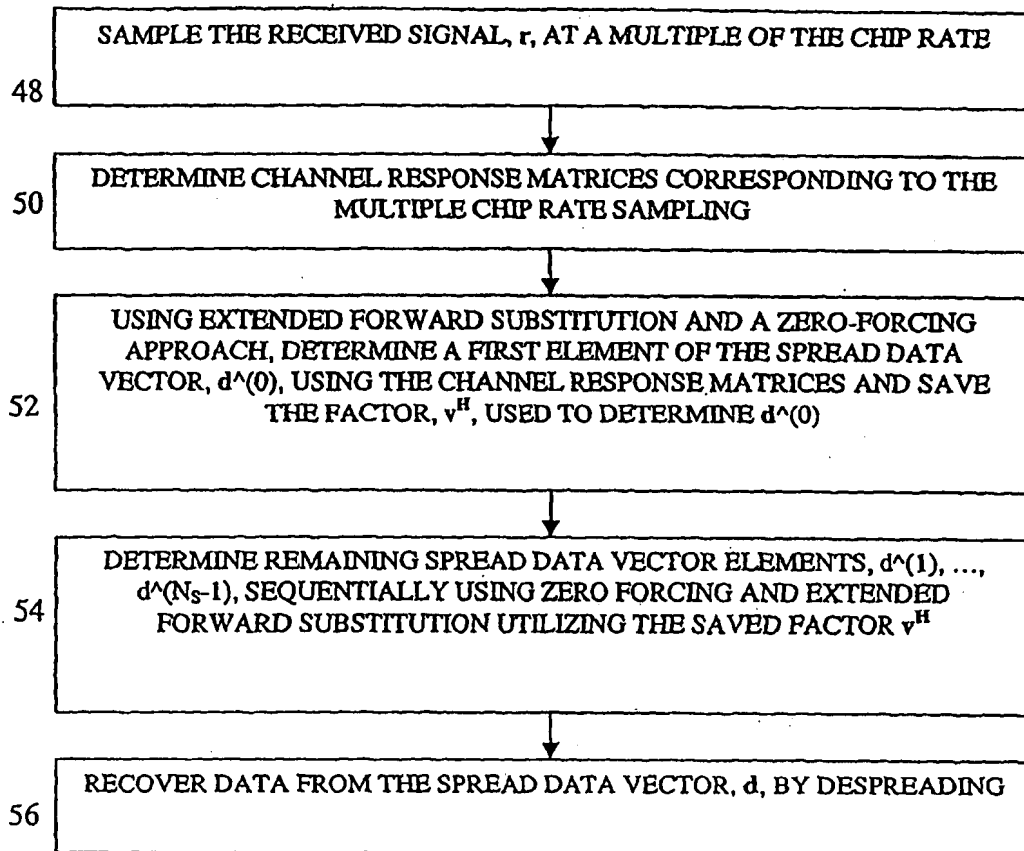 SAMPLE THE RECEIVED SIGNAL, r, AT A MULTIPLE OF THE CHIP RATE
48
DETERMINE CHANNEL RESPONSE MATRICES CORRESPONDING TO THE
MULTIPLE CHIP RATE SAMPLING
50
USING EXTENDED FORWARD SUBSTITUTION AND A ZERO-FORCING
APPROACH, DETERMINE A FIRST ELEMENT OF THE SPREAD DATA
VECTOR, d^(0), USING THE CHANNEL RESPONSE MATRICES AND SAVE
THE FACTOR, vᴴ, USED TO DETERMINE d^(0)
52
DETERMINE REMAINING SPREAD DATA VECTOR ELEMENTS, d^(1), ...,
d^(Ns-1), SEQUENTIALLY USING ZERO FORCING AND EXTENDED
FORWARD SUBSTITUTION UTILIZING THE SAVED FACTOR vᴴ
54
RECOVER DATA FROM THE SPREAD DATA VECTOR, d, BY DESPREADING
56